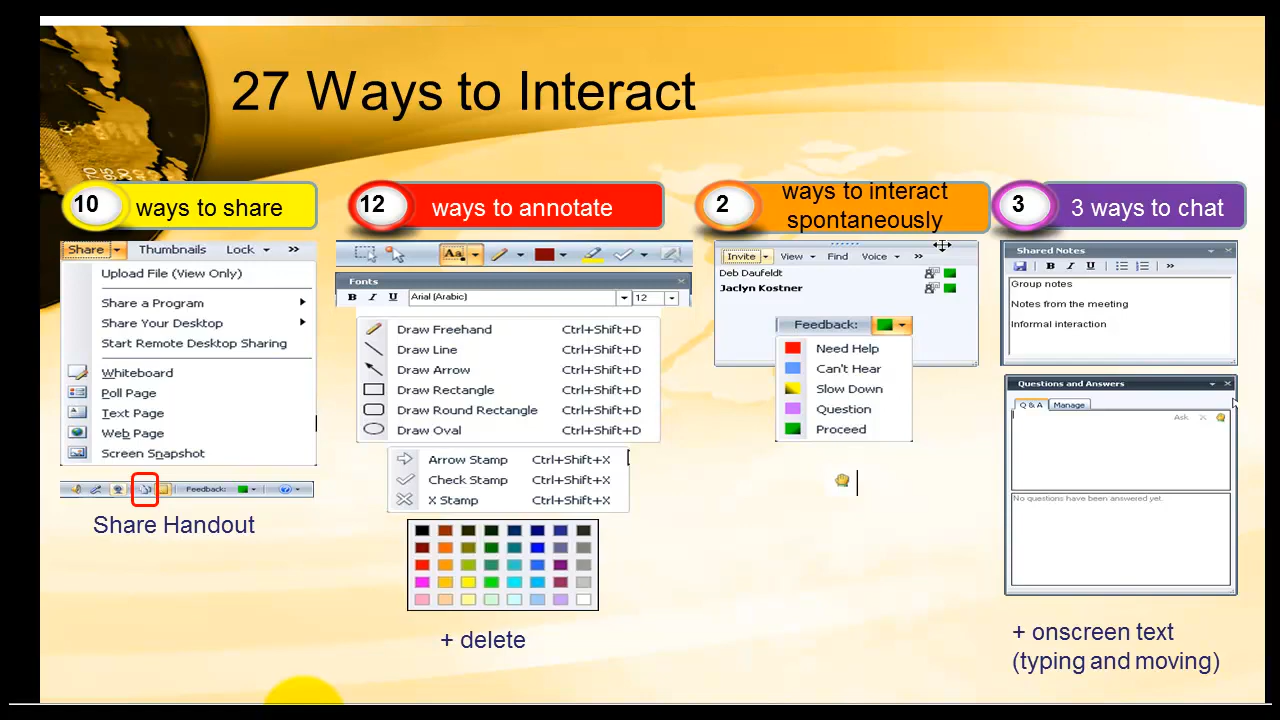 27 Ways to Interact
10 ways to share
Share Thumbnails Lock »
Upload File (View Only)
Share a Program
Share Your Desktop
Start Remote Desktop Sharing
Whiteboard
Poll Page
Text Page
Web Page
Screen Snapshot
Feedback:
Share Handout
12 ways to annotate
Aa
Fonts
B I U Arial (Arabic) 12
Draw Freehand Ctrl+Shift+D
Draw Line Ctrl+Shift+D
Draw Arrow Ctrl+Shift+D
Draw Rectangle Ctrl+Shift+D
Draw Round Rectangle Ctrl+Shift+D
Draw Oval Ctrl+Shift+D
Arrow Stamp Ctrl+Shift+X
Check Stamp Ctrl+Shift+X
X Stamp Ctrl+Shift+X
+ delete
2 ways to interact
spontaneously
Invite View Find Voice »
Deb Daufeldt
Jaclyn Kostner
Feedback:
Need Help
Can't Hear
Slow Down
Question
Proceed
3 3 ways to chat
Shared Notes
B I U »
Group notes
Notes from the meeting
Informal interaction
Questions and Answers
Q & A Manage
Ask
No questions have been answered yet.
+ onscreen text
(typing and moving)